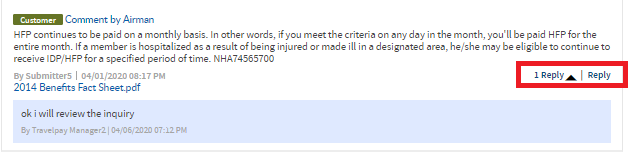 Customer Comment by Airman
HFP continues to be paid on a monthly basis. In other words, if you meet the criteria on any day in the month, you'll be paid HFP for the
entire month. If a member is hospitalized as a result of being injured or made ill in a designated area, he/she may be eligible to continue to
receive IDP/HFP for a specified period of time. NHA74565700
By Submitter5 | 04/01/2020 08:17 PM
1 Reply | Reply
2014 Benefits Fact Sheet.pdf
ok i will review the inquiry
By Travelpay Manager2 | 04/06/2020 07:12 PM